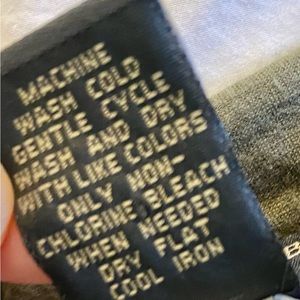 MACHINE
WASH COLD
GENTLE CYCLE
WASH AND DRY
WITH LIKE COLORS
ONLY NON-
CHLORINE BLEACH
WHEN NEEDED
DRY FLAT
COOL IRON